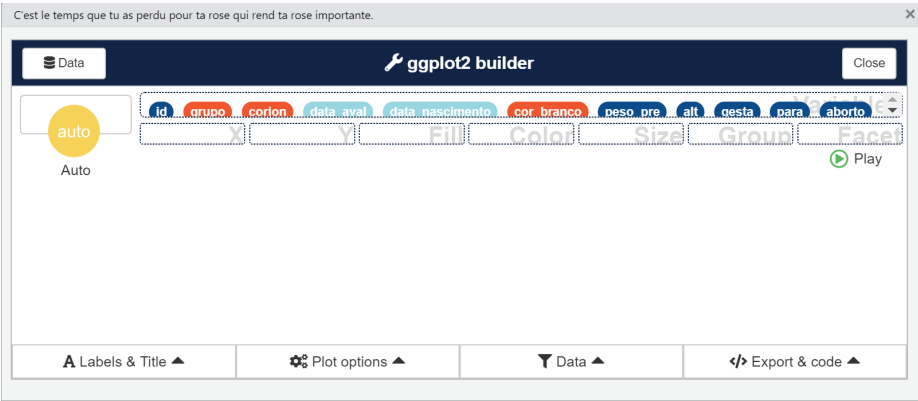 C'est le temps que tu as perdu pour ta rose qui rend ta rose importante.
Data ggplot2 builder Close
id grupo corion data_aval data_nascimento cor_branco peso_pre alt gesta para aborto
auto X Y Fill Color Size Group Facet
Auto
Play
Labels & Title Plot options Data Export & code